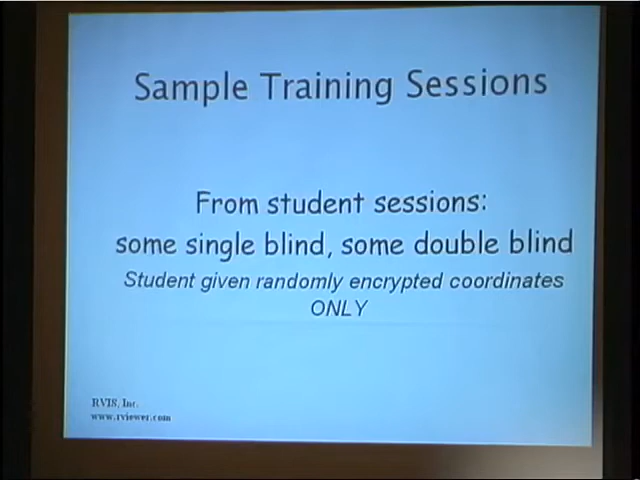 Sample Training Sessions
From student sessions:
some single blind, some double blind
Student given randomly encrypted coordinates
ONLY
RVIS, Inc.
www.rviewer.com